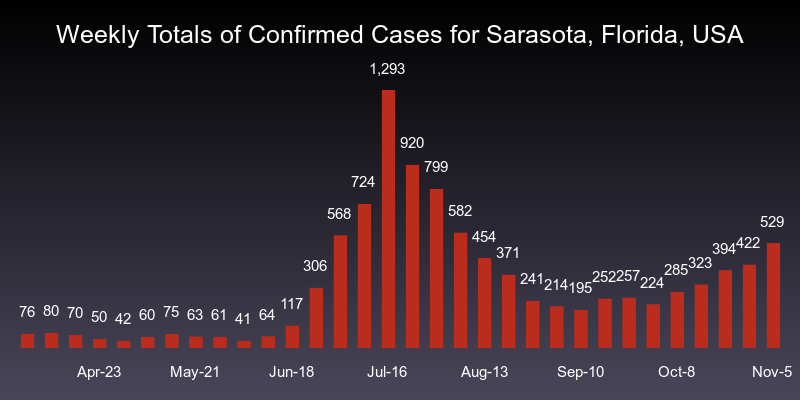 Weekly Totals of Confirmed Cases for Sarasota, Florida, USA
76 80 70 50 42 60 75 63 61 41 64 117 306 568 724 1,293 920 799 582 454 371 241 214 195 252 257 224 285 323 394 422 529
Apr-23 May-21 Jun-18 Jul-16 Aug-13 Sep-10 Oct-8 Nov-5